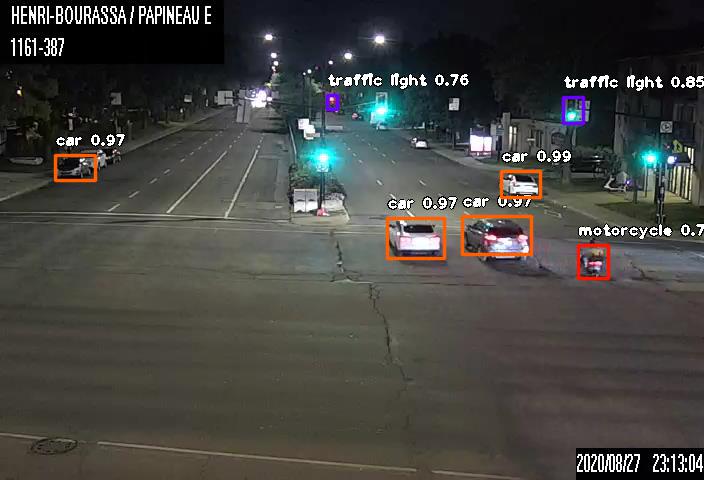 HENRI-BOURASSA / PAPINEAU E
1161-387
traffic light 0.76
traffic light 0.85
car 0.97
car 0.99
car 0.97
car 0.97
motorcycle 0.7
2020/08/27 23:13:04